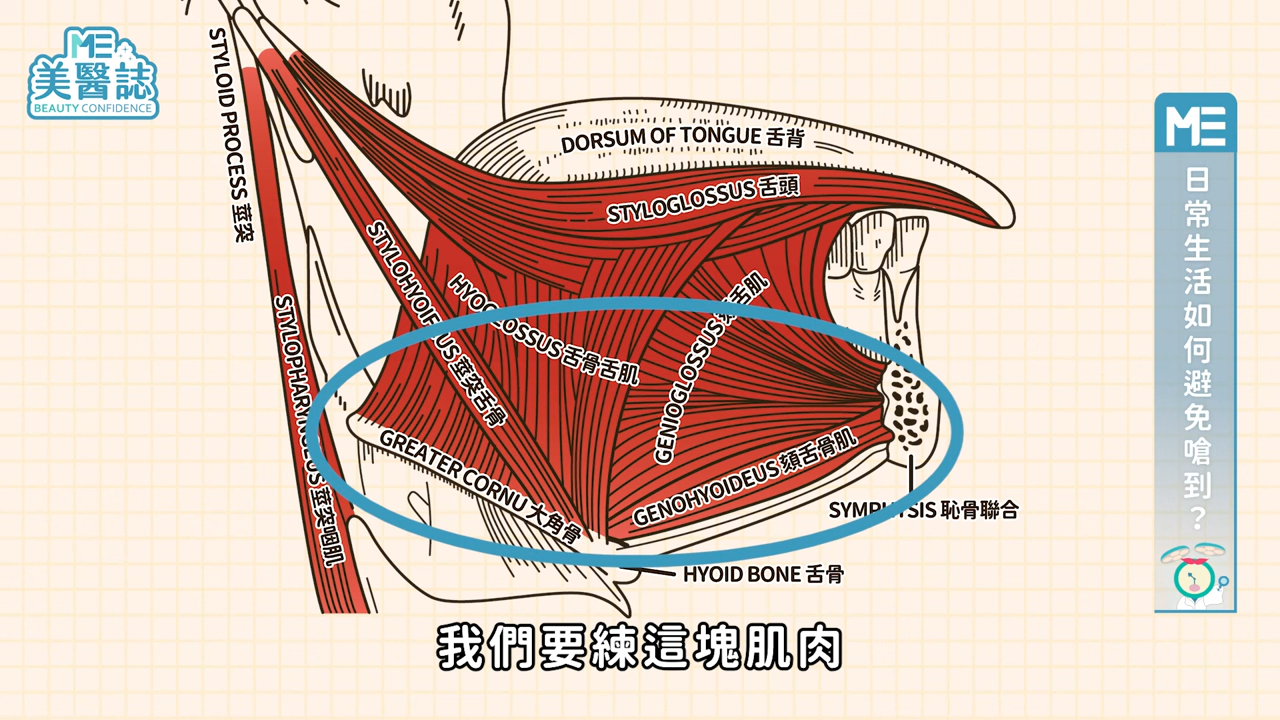 ME
美醫誌
BEAUTY CONFIDENCE
STYLOID PROCESS 莖突
DORSUM OF TONGUE 舌背
STYLOGLOSSUS 舌頭
HYOGLOSSUS 舌骨舌肌
莖突舌骨
GENIOGLOSSUS
舌肌
莖突咽肌
GREATER CORNU 大角骨
GENOHYOIDEUS 頦舌骨肌
恥骨聯合
HYOID BONE 舌骨
我們要練這塊肌肉
ME
日常生活如何避免嗆到？